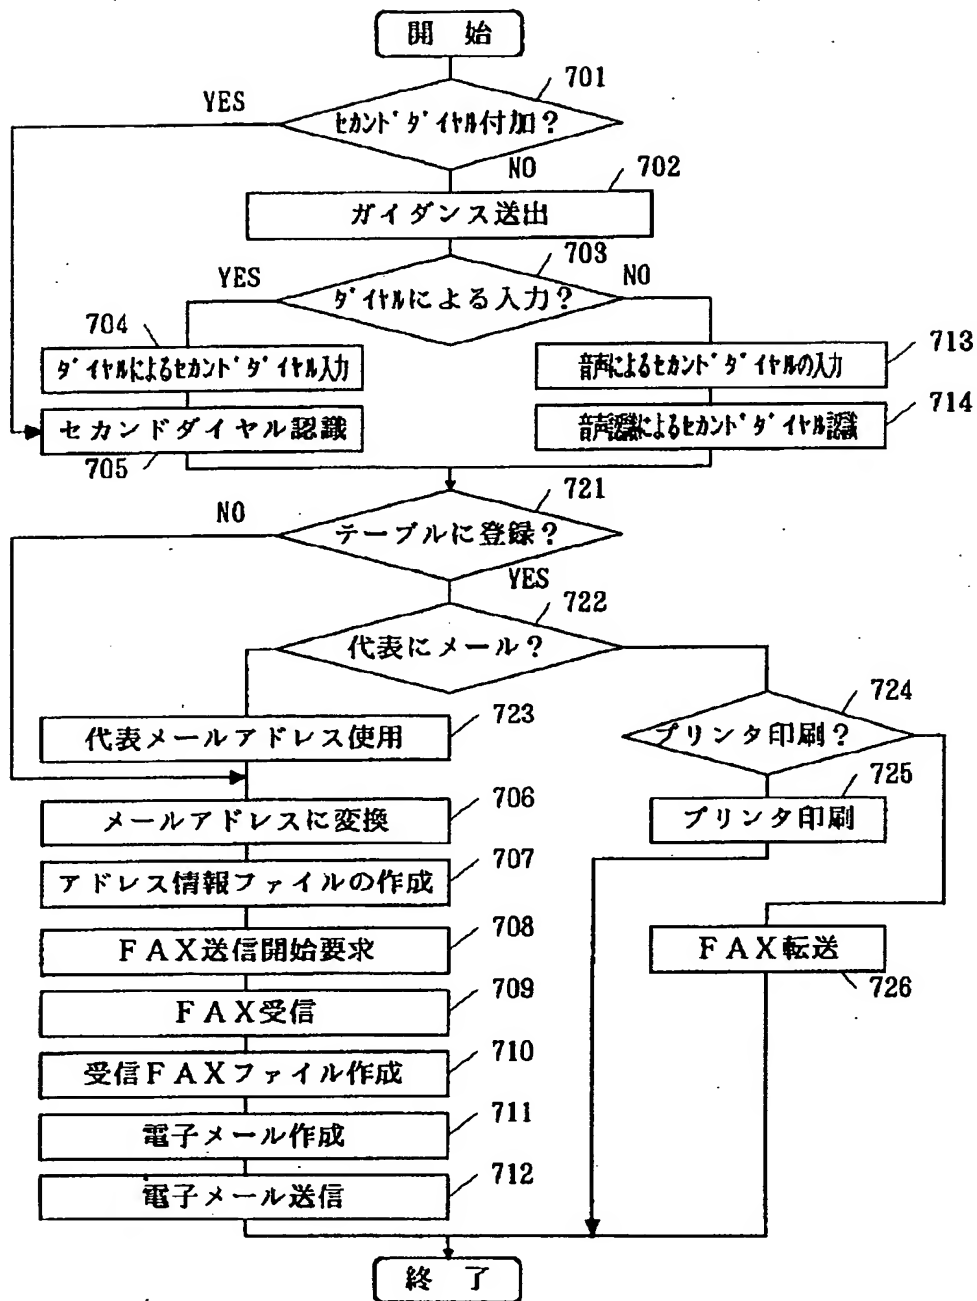 開 始
701
YES
セカンドダイヤル付加？
NO
702
ガイダンス送出
703
YES
NO
ダイヤルによる入力？
704
ダイヤルによるセカンドダイヤル入力
音声によるセカンドダイヤルの入力
713
セカンドダイヤル認識
音声認識によるセカンドダイヤル認識
714
705
721
NO
テーブルに登録？
YES
722
代表にメール？
723
代表メールアドレス使用
724
プリンタ印刷？
725
プリンタ印刷
706
メールアドレスに変換
707
アドレス情報ファイルの作成
708
ＦＡＸ送信開始要求
ＦＡＸ転送
726
709
ＦＡＸ受信
710
受信ＦＡＸファイル作成
711
電子メール作成
712
電子メール送信
終 了